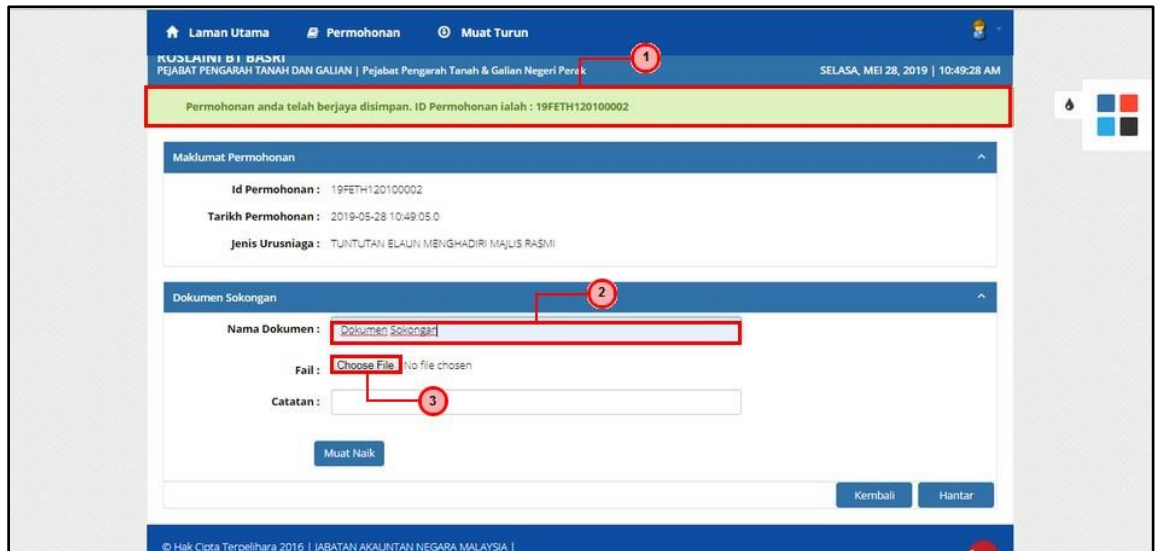 Laman Utama Permohonan Muat Turun
ROSLAINI BT BASRI
PEJABAT PENGARAH TANAH DAN GALIAN | Pejabat Pengarah Tanah & Galian Negeri Perak SELASA, MEI 28, 2019 | 10:49:28 AM
1
Permohonan anda telah berjaya disimpan. ID Permohonan ialah : 19FETH120100002
Maklumat Permohonan
Id Permohonan : 19FETH120100002
Tarikh Permohonan : 2019-05-28 10:49:05.0
Jenis Urusniaga : TUNTUTAN ELAUN MENGHADIRI MAJLIS RASMI
Dokumen Sokongan
2
Nama Dokumen : Dokumen Sokongan
Fail : Choose File No file chosen
Catatan :
3
Muat Naik
Kembali Hantar
© Hak Cipta Terpelihara 2016 | JABATAN AKAUNTAN NEGARA MALAYSIA |